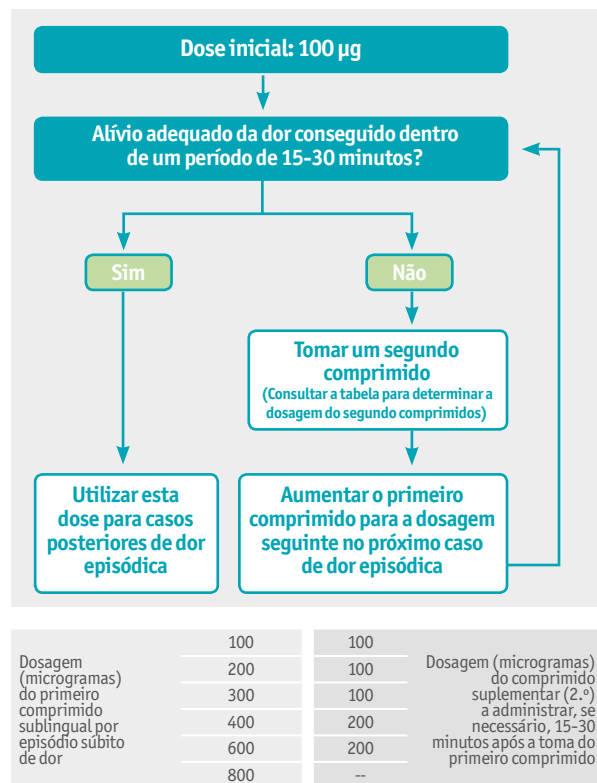 Dose inicial: 100 µg
Alívio adequado da dor conseguido dentro
de um período de 15-30 minutos?
Sim
Não
Tomar um segundo
comprimido
(Consultar a tabela para determinar a
dosagem do segundo comprimidos)
Utilizar esta
dose para casos
posteriores de dor
episódica
Aumentar o primeiro
comprimido para a dosagem
seguinte no próximo caso
de dor episódica
Dosagem
(microgramas)
do primeiro
comprimido
sublingual por
episódio súbito
de dor
100
200
300
400
600
800
100
100
100
200
200
--
Dosagem (microgramas)
do comprimido
suplementar (2.º)
a administrar, se
necessário, 15-30
minutos após a toma do
primeiro comprimido